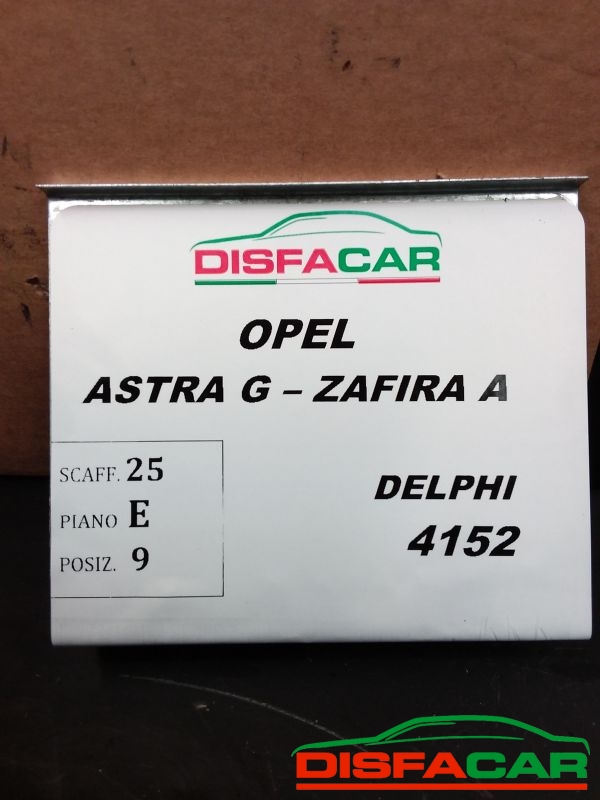 DISFACAR
OPEL
ASTRA G – ZAFIRA A
SCAFF. 25
PIANO E
POSIZ. 9
DELPHI
4152
DISFACAR